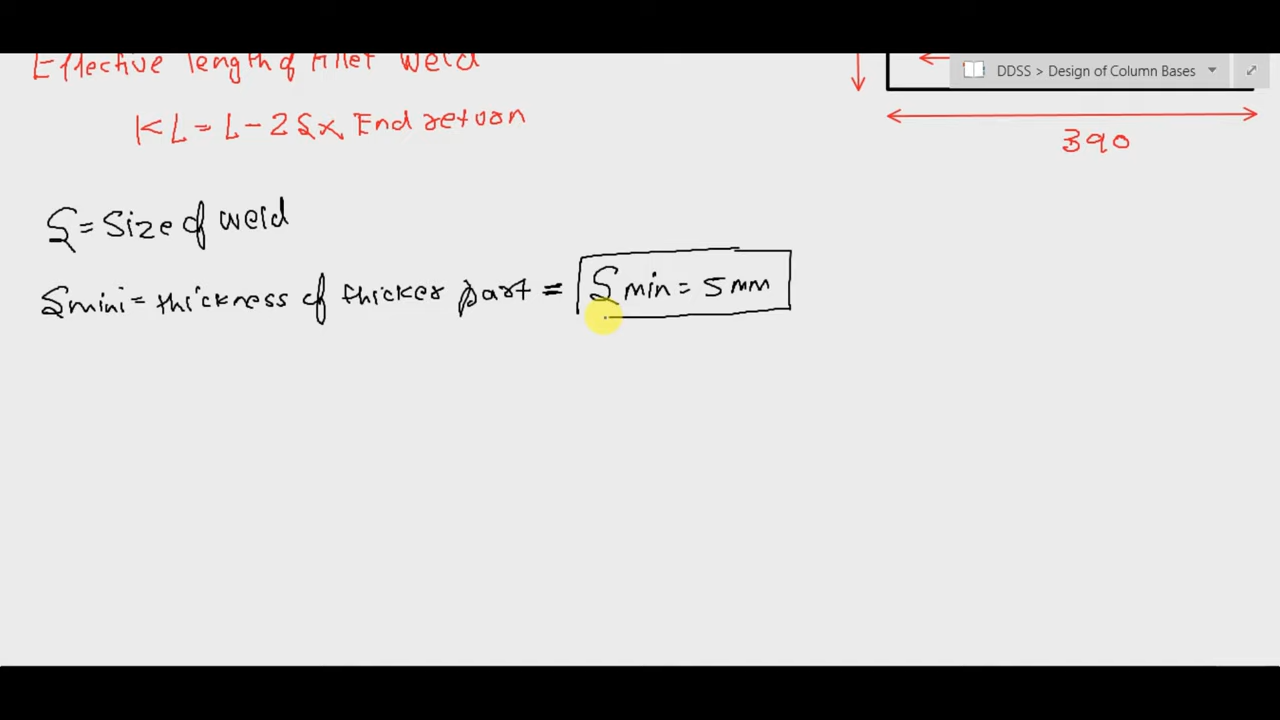 Effective length of fillet weld
DDSS > Design of Column Bases
KL = L - 2S x End return
390
S = Size of weld
Smini = thickness of thicker part = Smin = 5mm